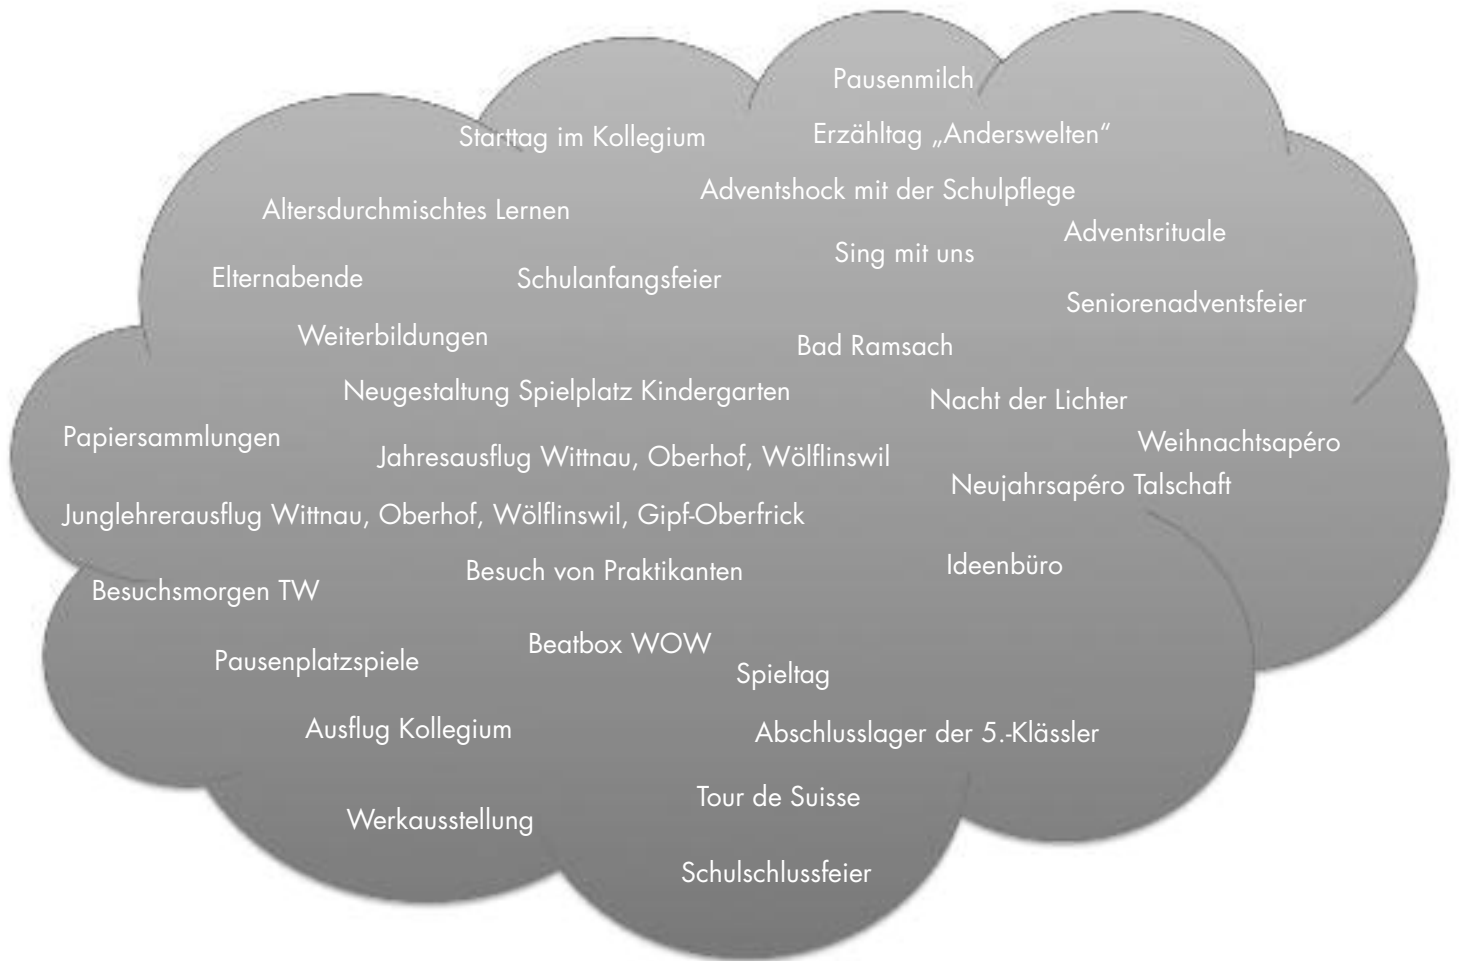 Pausenmilch
Starttag im Kollegium
Erzähltag „Anderswelten“
Adventshock mit der Schulpflege
Altersdurchmischtes Lernen
Adventsrituale
Sing mit uns
Elternabende
Schulanfangsfeier
Seniorenadventsfeier
Weiterbildungen
Bad Ramsach
Neugestaltung Spielplatz Kindergarten
Nacht der Lichter
Papiersammlungen
Weihnachtsapéro
Jahresausflug Wittnau, Oberhof, Wölflinswil
Neujahrsapéro Talschaft
Junglehrerausflug Wittnau, Oberhof, Wölflinswil, Gipf-Oberfrick
Besuch von Praktikanten
Ideenbüro
Besuchsmorgen TW
Beatbox WOW
Pausenplatzspiele
Spieltag
Ausflug Kollegium
Abschlusslager der 5.-Klässler
Tour de Suisse
Werkausstellung
Schulschlussfeier